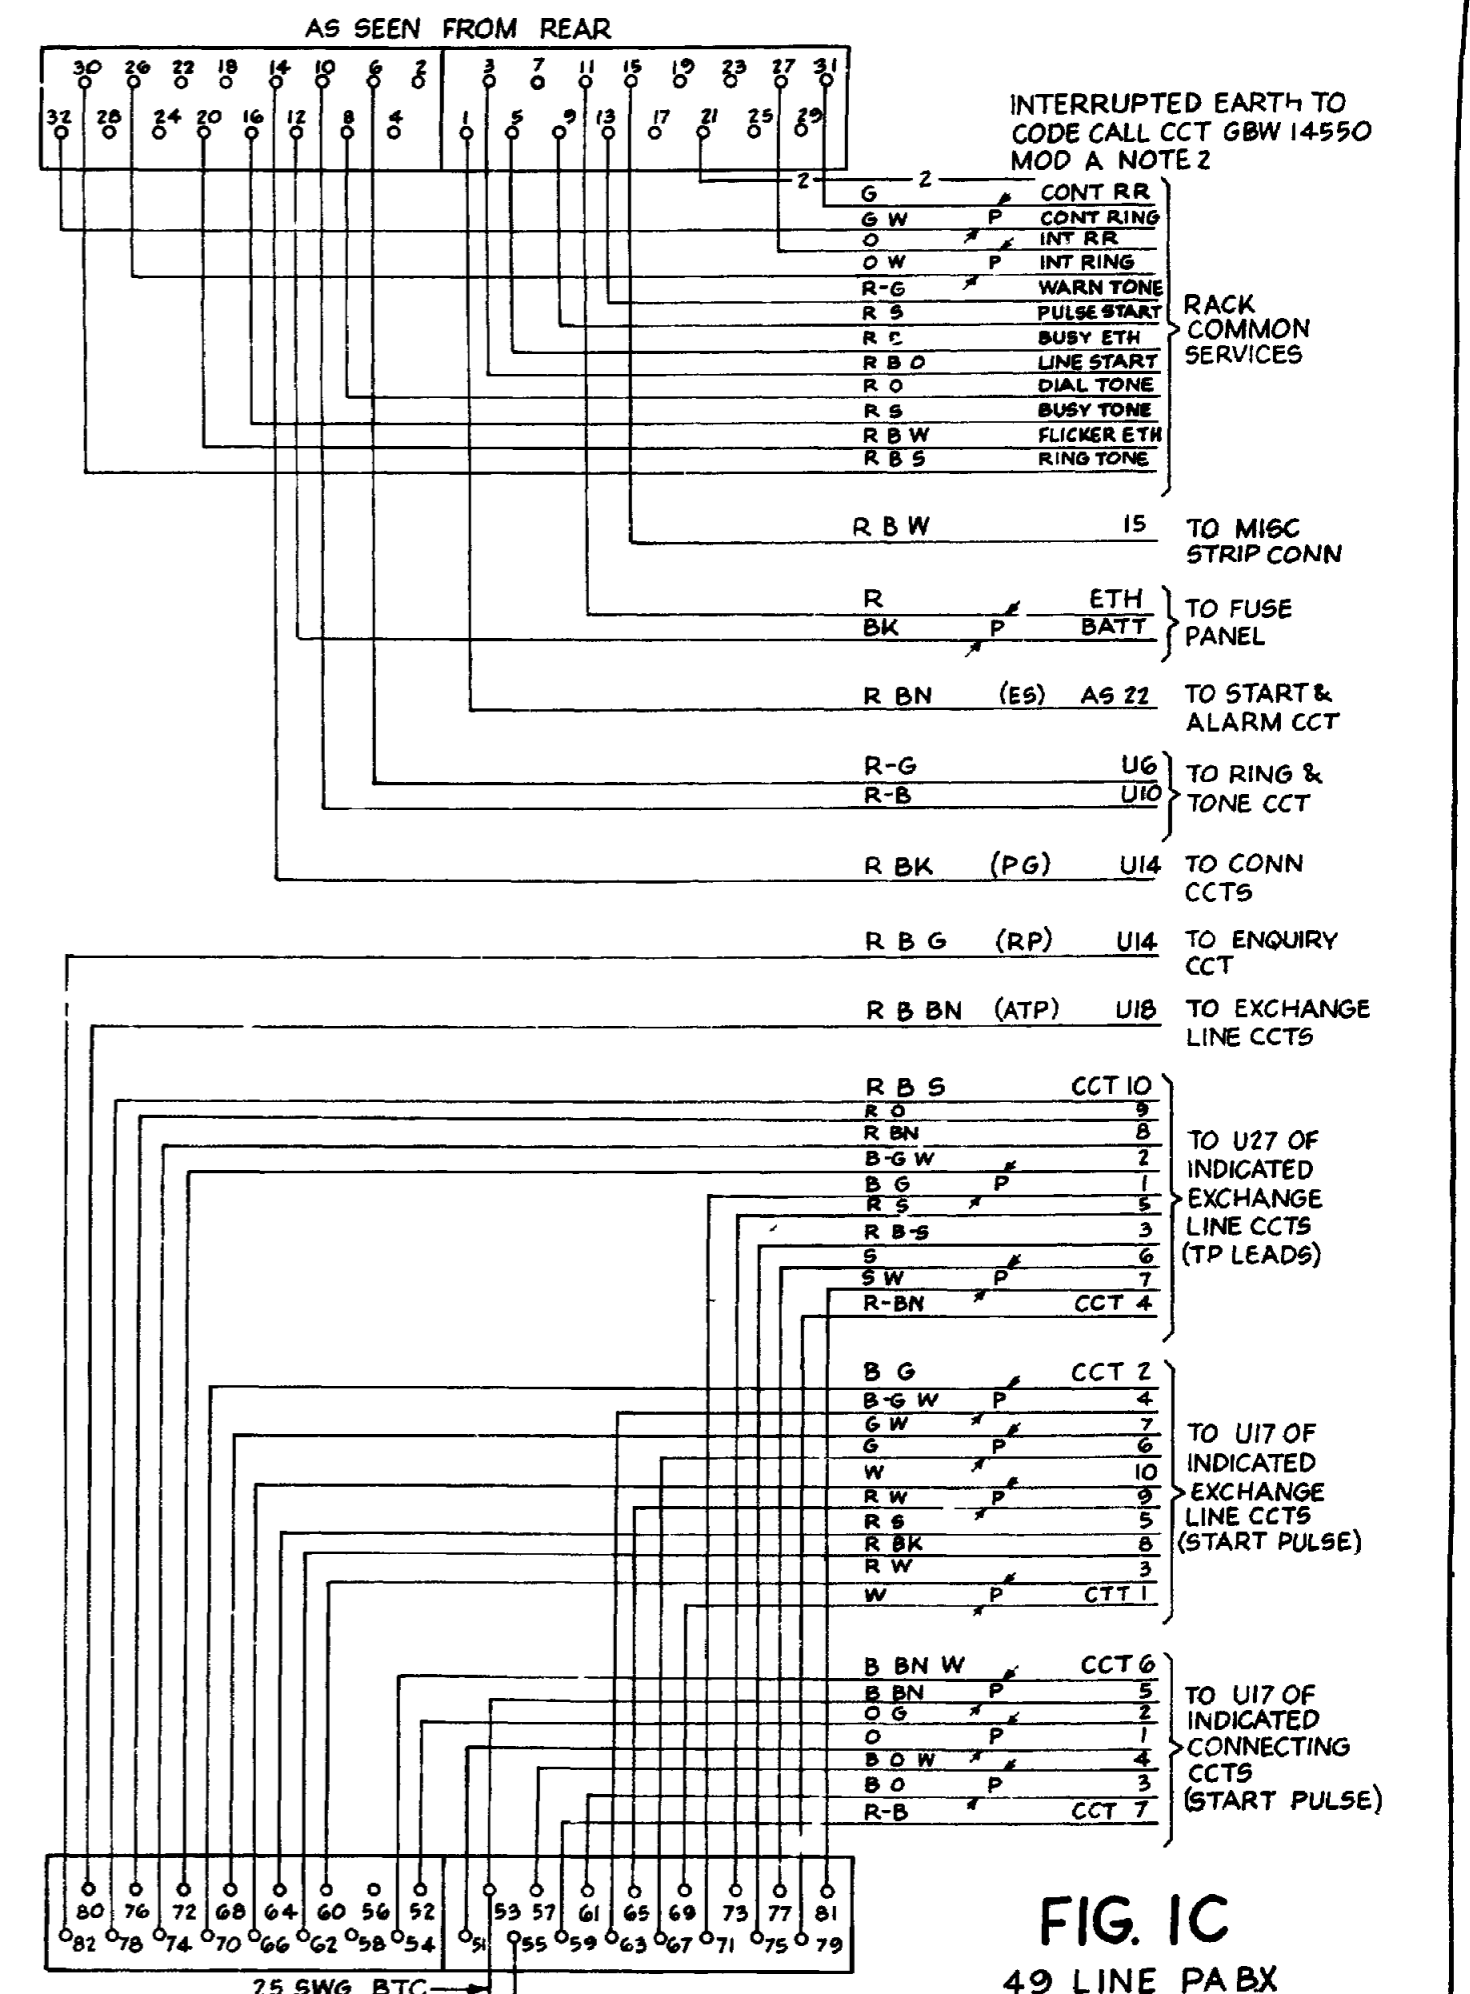 AS SEEN FROM REAR
30 26 22 18 14 10 6 2 3 7 11 15 19 23 27 31
32 28 24 20 16 12 8 4 1 5 9 13 17 21 25 29
INTERRUPTED EARTH TO
CODE CALL CCT GBW 14550
MOD A NOTE 2
2 2
G CONT RR
G W P CONT RING
O INT RR
O W P INT RING
R-G WARN TONE
R S PULSE START
R BUSY ETH
R B O LINE START
R O DIAL TONE
R S BUSY TONE
R B W FLICKER ETH
R B S RING TONE
RACK
COMMON
SERVICES
R B W 15
TO MISC
STRIP CONN
R ETH
BK P BATT
TO FUSE
PANEL
R BN (ES) AS 22
TO START &
ALARM CCT
R-G U6
R-B U10
TO RING &
TONE CCT
R BK (PG) U14
TO CONN
CCTS
R B G (RP) U14
TO ENQUIRY
CCT
R B BN (ATP) U18
TO EXCHANGE
LINE CCTS
R B S CCT 10
R O 9
R BN 8
B-G W 2
B G P 1
R S 5
R B-S 3
S 6
S W P 7
R-BN CCT 4
TO U27 OF
INDICATED
EXCHANGE
LINE CCTS
(TP LEADS)
B G CCT 2
B-G W P 4
G W 7
G P 6
W 10
R W P 9
R S 5
R BK 8
R W 3
W P CTT 1
TO U17 OF
INDICATED
EXCHANGE
LINE CCTS
(START PULSE)
B BN W CCT 6
B BN P 5
O G 2
O P 1
B O W 4
B O P 3
R-B CCT 7
TO U17 OF
INDICATED
CONNECTING
CCTS
(START PULSE)
80 76 72 68 64 60 56 52 53 57 61 65 69 73 77 81
82 78 74 70 66 62 58 54 51 55 59 63 67 71 75 79
25 SWG BTC
FIG. 1C
49 LINE PABX